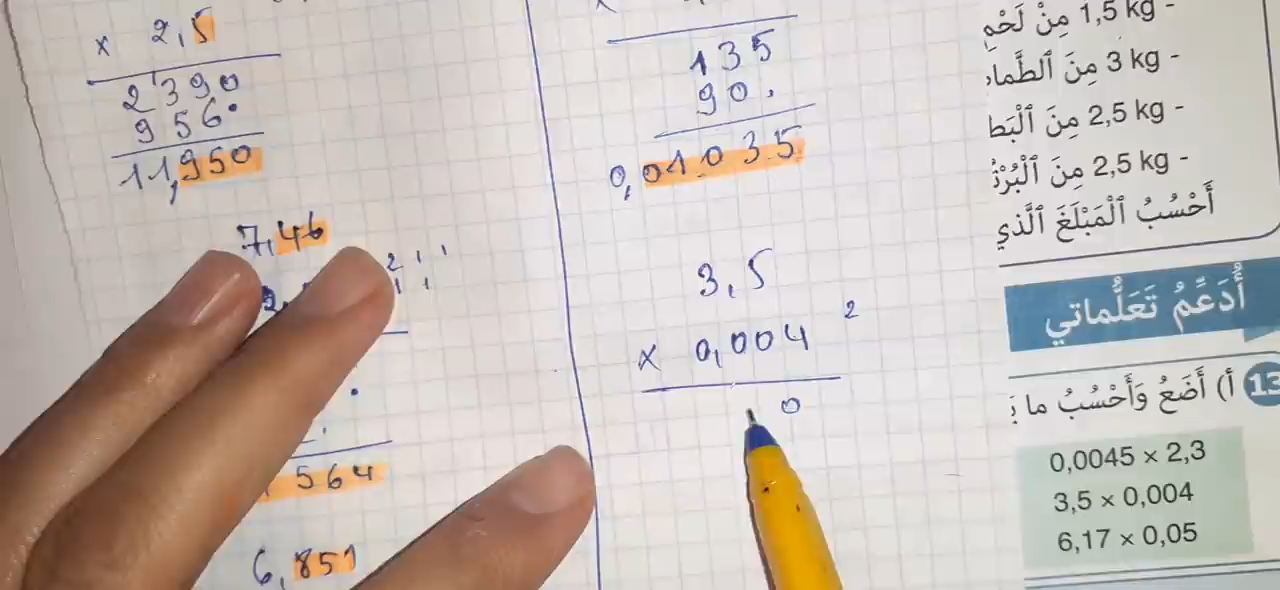 × 2,5
2390
956.
11,950
7,46
564
6,851
×
135
90.
0,01035
3,5
2
× 0,004
0
- 1,5 kg مِنْ لَحْمِ
- 3 kg مِنَ ٱلطَّمَا
- 2,5 kg مِنَ ٱلْبَط
- 2,5 kg مِنَ ٱلْبُرْتُ
أَحْسُبُ ٱلْمَبْلَغَ ٱلَّذي
أُدَعِّمُ تَعَلُّماتي
13 أ) أَضَعُ وَأَحْسُبُ ما
0,0045 × 2,3
3,5 × 0,004
6,17 × 0,05